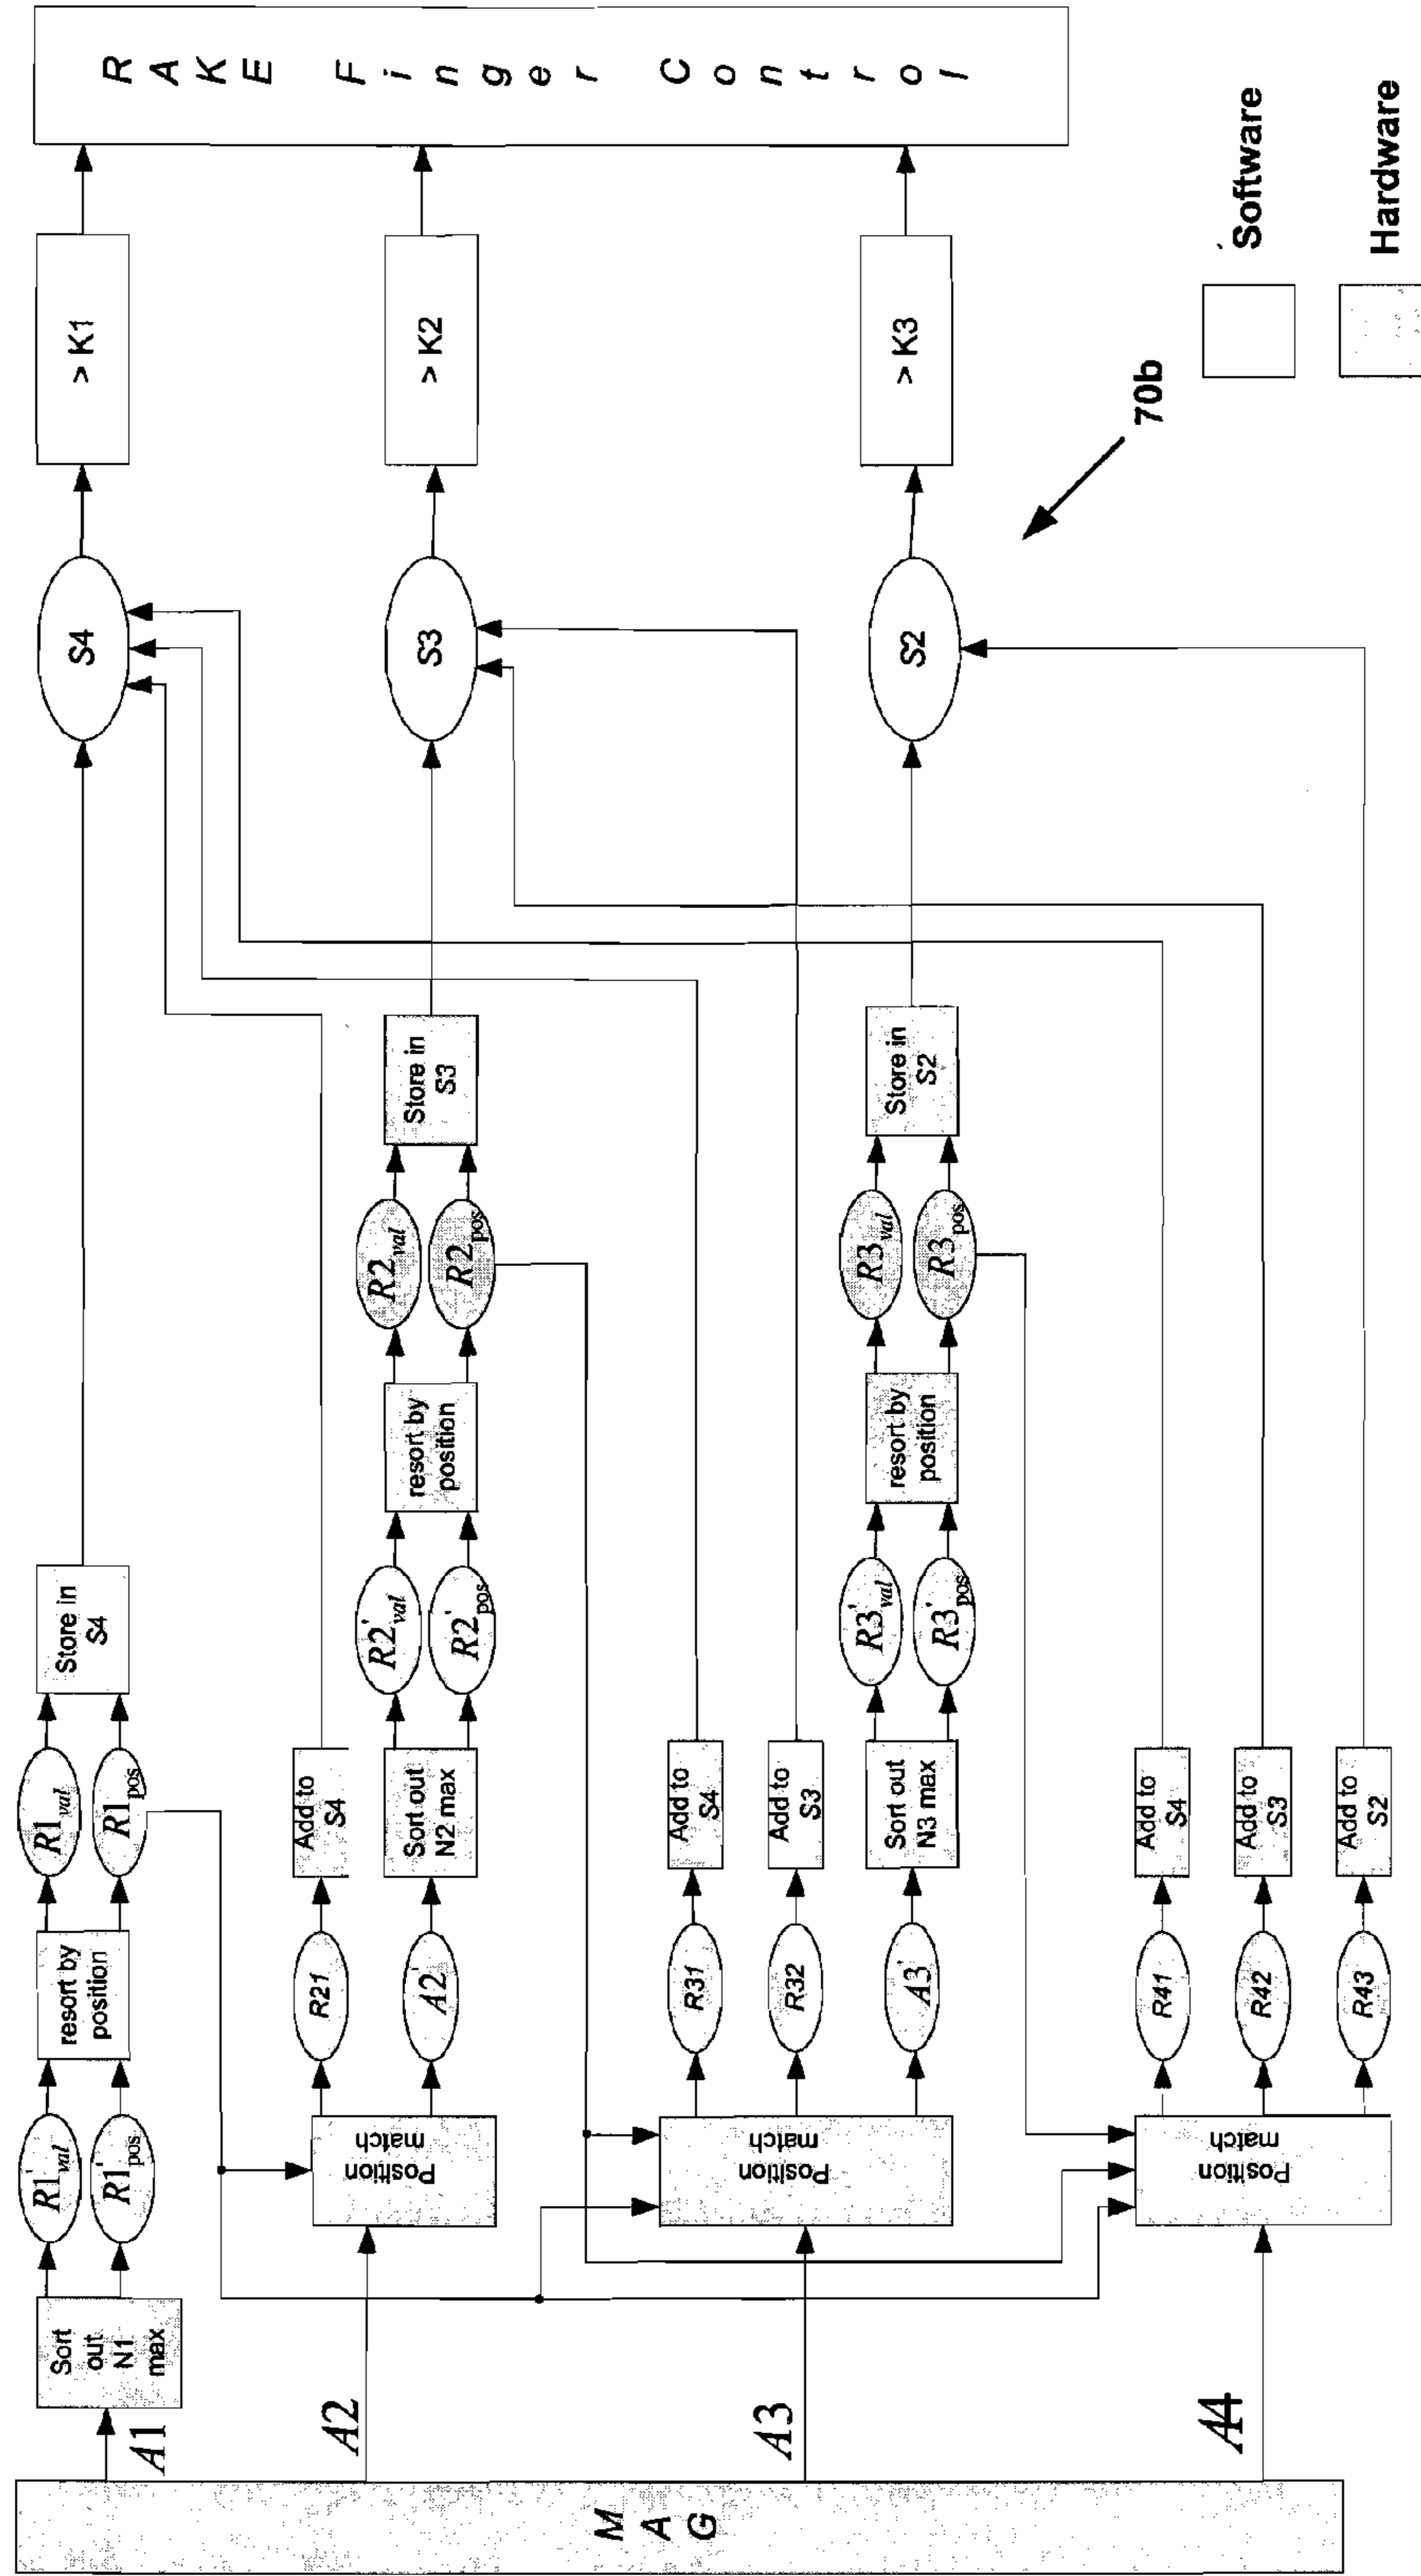 MAG
A1
A2
A3
A4
Sort
out
N1
max
R1'val
R1'pos
resort by
position
R1val
R1pos
Store in
S4
S4
> K1
Position
match
R21
Add to
S4
A2'
Sort out
N2 max
R2'val
R2'pos
resort by
position
R2val
R2pos
Store in
S3
S3
> K2
Position
match
R31
Add to
S4
R32
Add to
S3
A3'
Sort out
N3 max
R3'val
R3'pos
resort by
position
R3val
R3pos
Store in
S2
S2
> K3
Position
match
R41
Add to
S4
R42
Add to
S3
R43
Add to
S2
RAKE Finger Control
70b
Software
Hardware